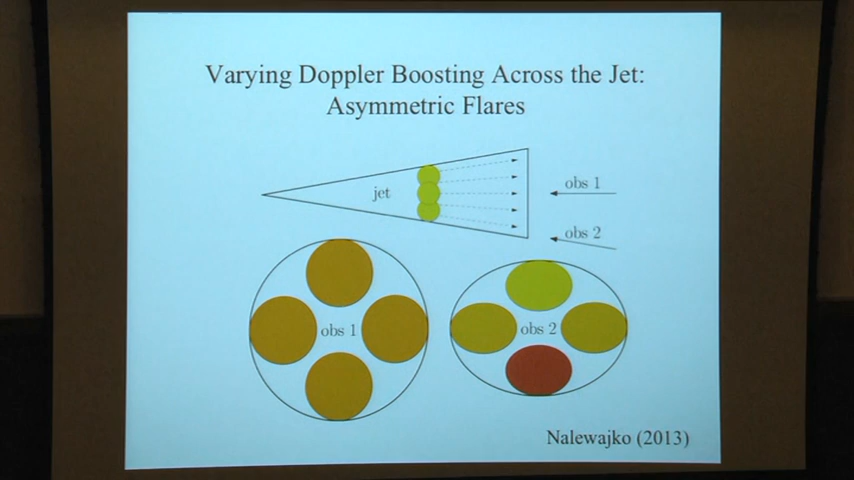 Varying Doppler Boosting Across the Jet:
Asymmetric Flares
jet
obs 1
obs 2
obs 1
obs 2
Nalewajko (2013)